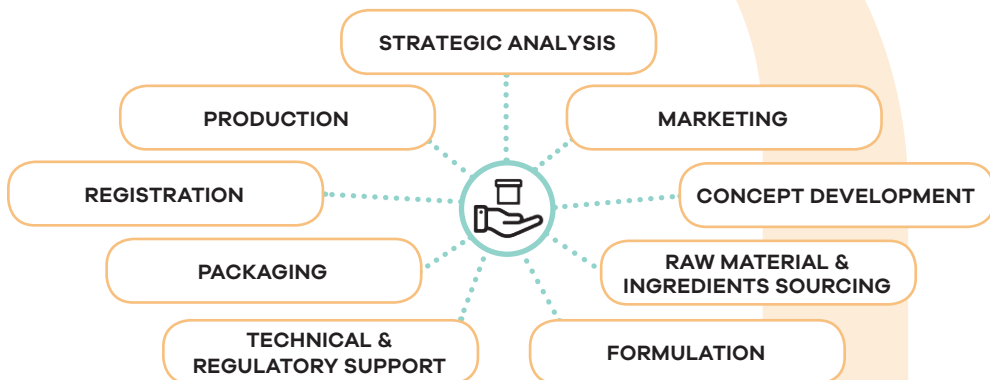 STRATEGIC ANALYSIS
PRODUCTION
MARKETING
REGISTRATION
CONCEPT DEVELOPMENT
PACKAGING
RAW MATERIAL &
INGREDIENTS SOURCING
TECHNICAL &
REGULATORY SUPPORT
FORMULATION